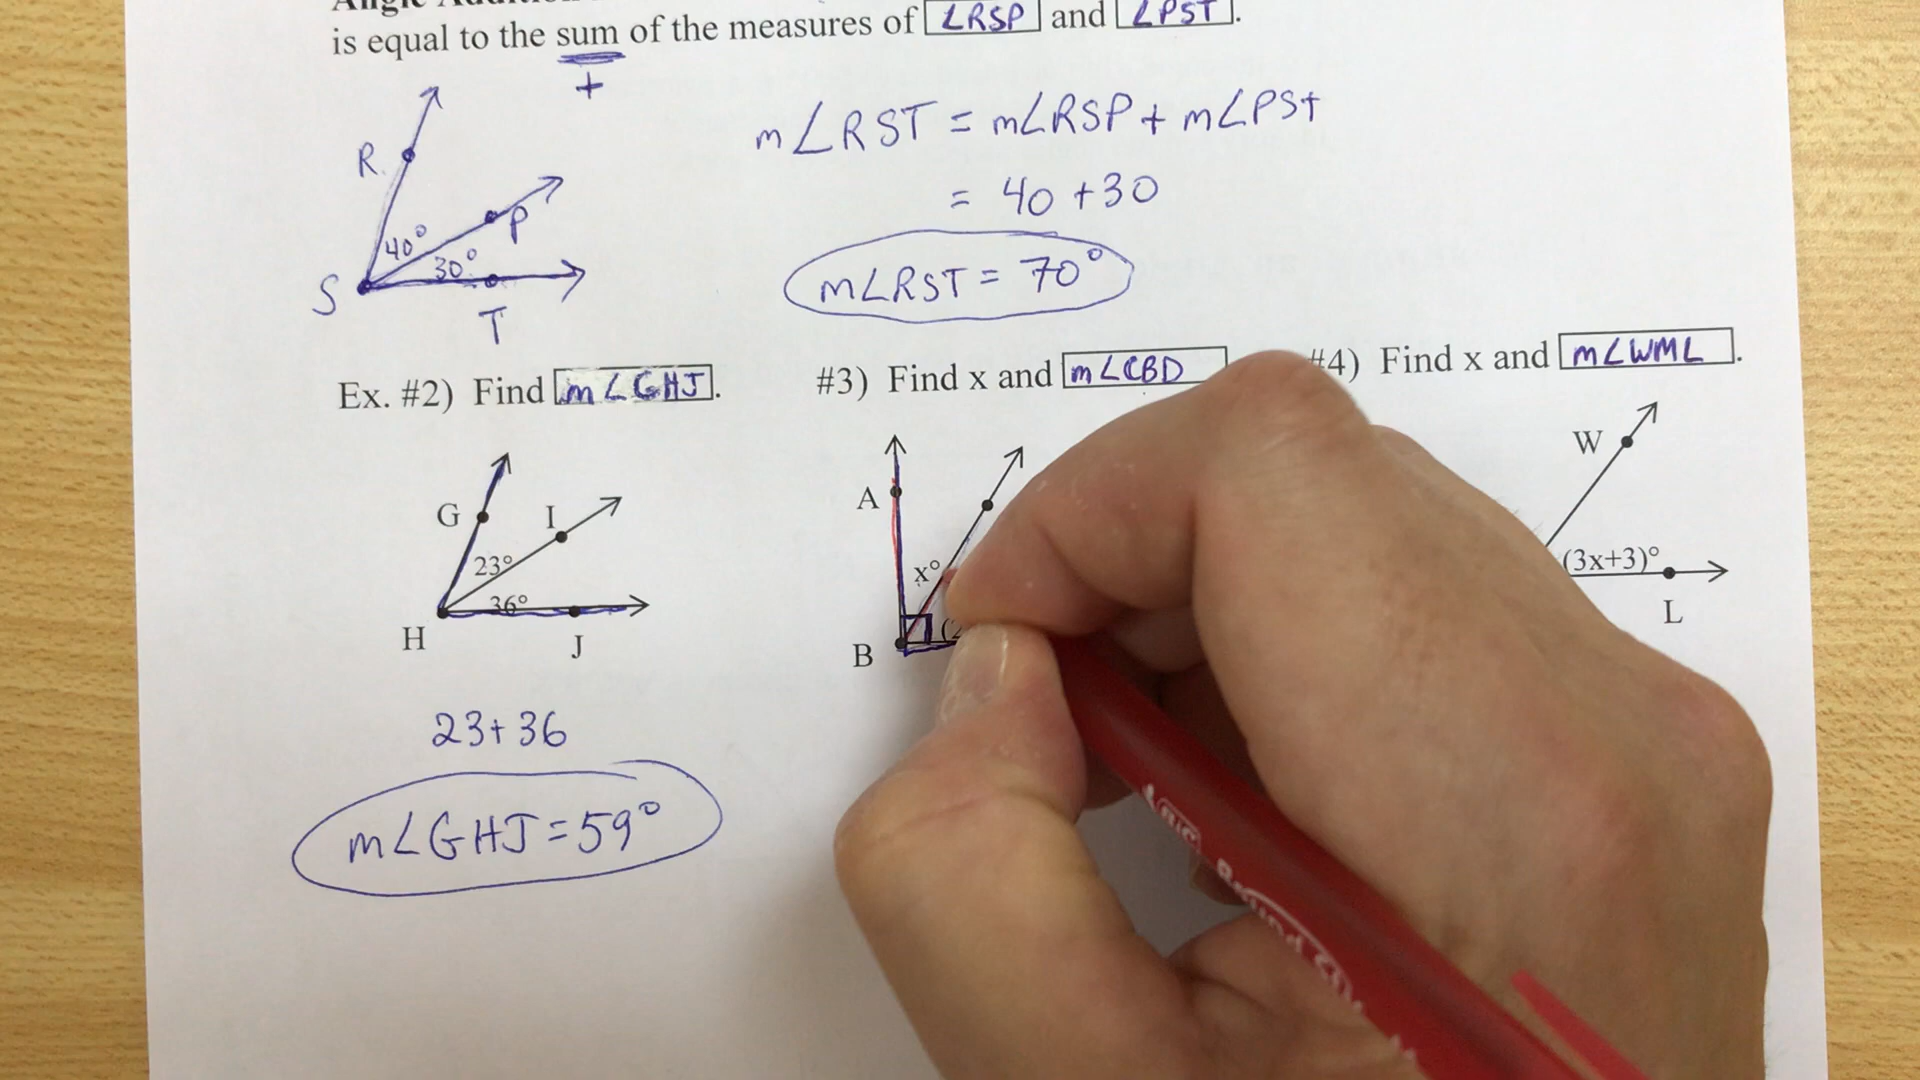 is equal to the sum of the measures of ∠RSP and ∠PST.
+
m∠RST = m∠RSP + m∠PST
= 40 + 30
m∠RST = 70°
R
P
40°
30°
S
T
Ex. #2) Find m∠GHJ.
#3) Find x and m∠CBD
#4) Find x and m∠WML.
G
I
23°
36°
H
J
A
x°
B
(2
W
(3x+3)°
L
23+36
m∠GHJ=59°
BIC